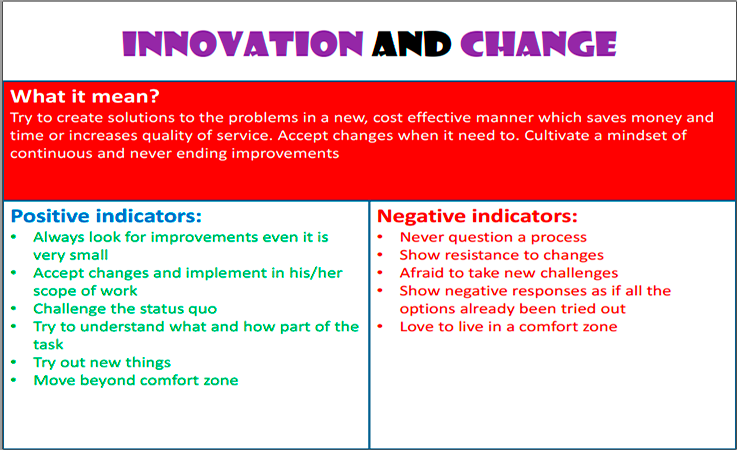 INNOVATION AND CHANGE
What it mean?
Try to create solutions to the problems in a new, cost effective manner which saves money and
time or increases quality of service. Accept changes when it need to. Cultivate a mindset of
continuous and never ending improvements
Positive indicators:
• Always look for improvements even it is
very small
• Accept changes and implement in his/her
scope of work
• Challenge the status quo
• Try to understand what and how part of the
task
• Try out new things
• Move beyond comfort zone
Negative indicators:
• Never question a process
• Show resistance to changes
• Afraid to take new challenges
• Show negative responses as if all the
options already been tried out
• Love to live in a comfort zone